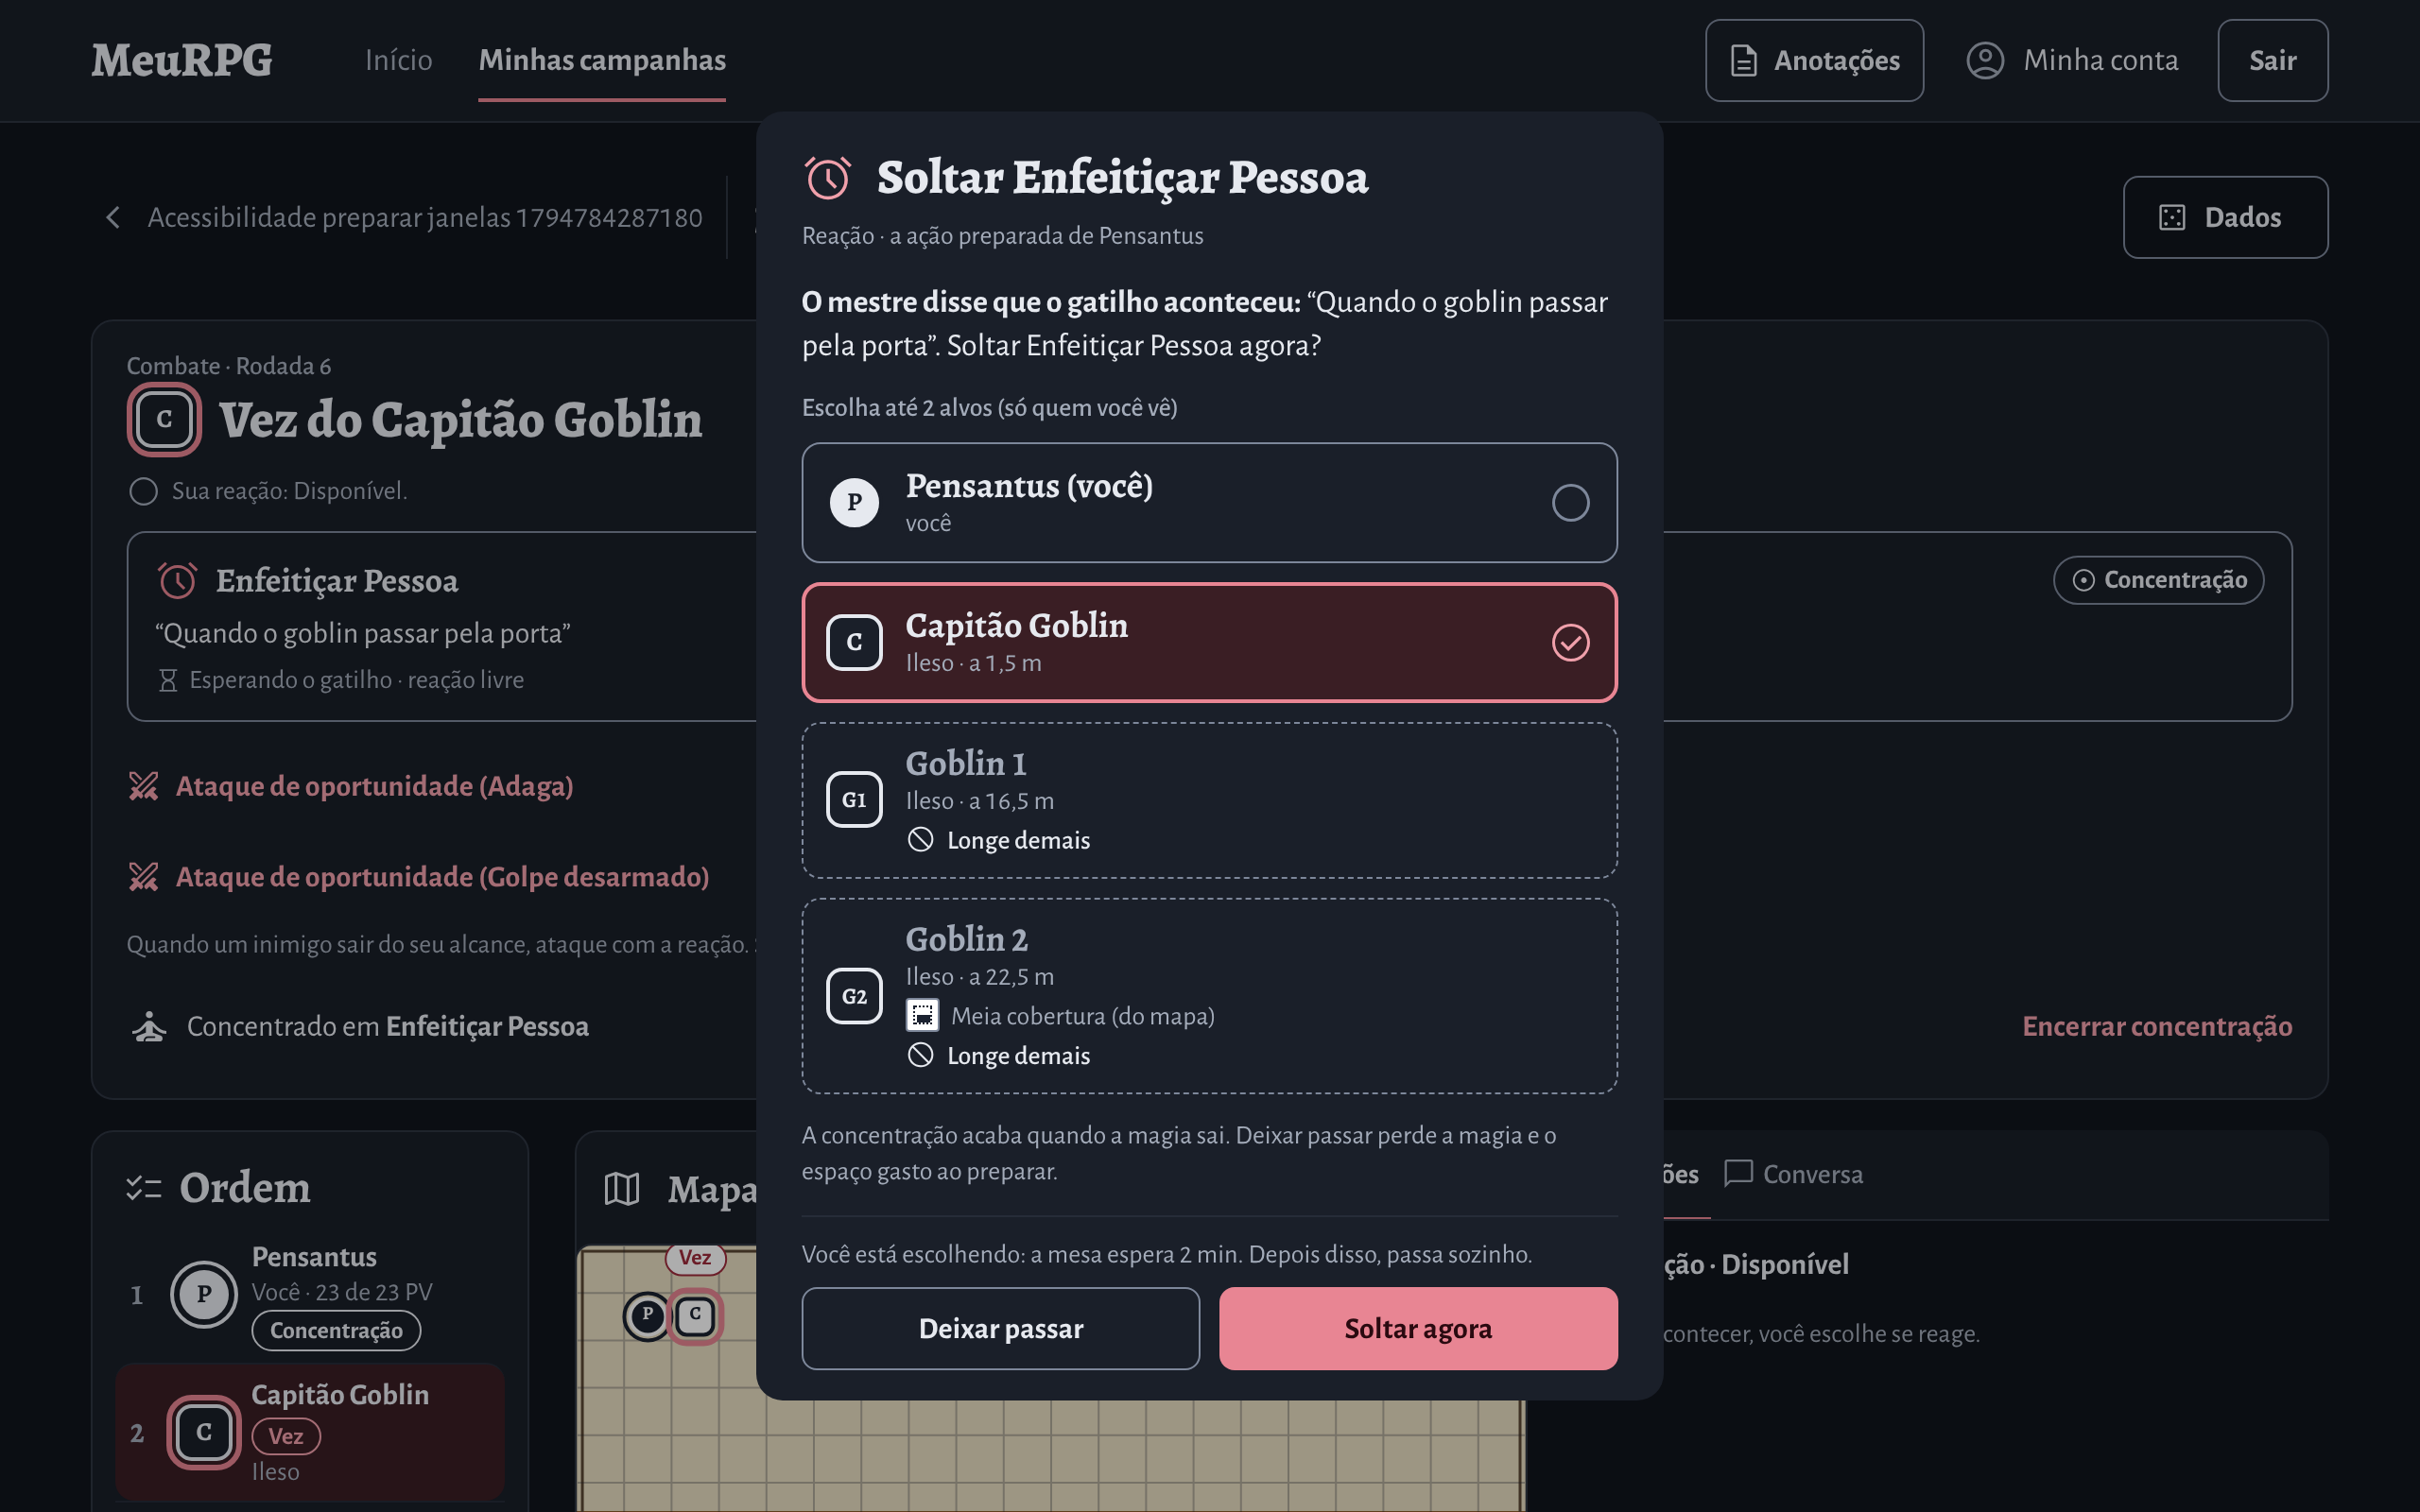 MeuRPG
Início
Minhas campanhas
Anotações
Minha conta
Sair
Acessibilidade preparar janelas 1794784287180
Dados
Combate · Rodada 6
C
Vez do Capitão Goblin
Sua reação: Disponível.
Enfeitiçar Pessoa
Concentração
“Quando o goblin passar pela porta”
Esperando o gatilho · reação livre
Ataque de oportunidade (Adaga)
Ataque de oportunidade (Golpe desarmado)
Quando um inimigo sair do seu alcance, ataque com a reação.
Concentrado em Enfeitiçar Pessoa
Encerrar concentração
Soltar Enfeitiçar Pessoa
Reação · a ação preparada de Pensantus
O mestre disse que o gatilho aconteceu: “Quando o goblin passar
pela porta”. Soltar Enfeitiçar Pessoa agora?
Escolha até 2 alvos (só quem você vê)
P
Pensantus (você)
você
C
Capitão Goblin
Ileso · a 1,5 m
G1
Goblin 1
Ileso · a 16,5 m
Longe demais
G2
Goblin 2
Ileso · a 22,5 m
Meia cobertura (do mapa)
Longe demais
A concentração acaba quando a magia sai. Deixar passar perde a magia e o
espaço gasto ao preparar.
Você está escolhendo: a mesa espera 2 min. Depois disso, passa sozinho.
Deixar passar
Soltar agora
Ordem
1
P
Pensantus
Você · 23 de 23 PV
Concentração
2
C
Capitão Goblin
Vez
Ileso
Mapa
Vez
P
C
ões
Conversa
ção · Disponível
contecer, você escolhe se reage.